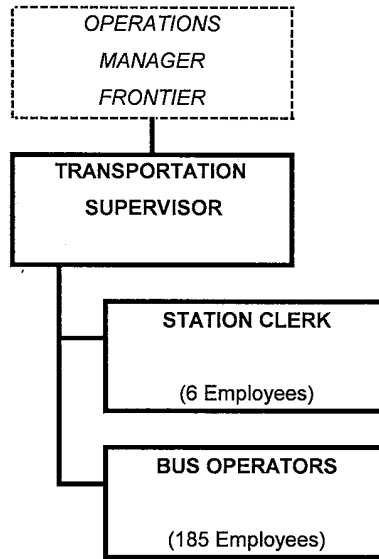 OPERATIONS
MANAGER
FRONTIER
TRANSPORTATION
SUPERVISOR
STATION CLERK
(6 Employees)
BUS OPERATORS
(185 Employees)